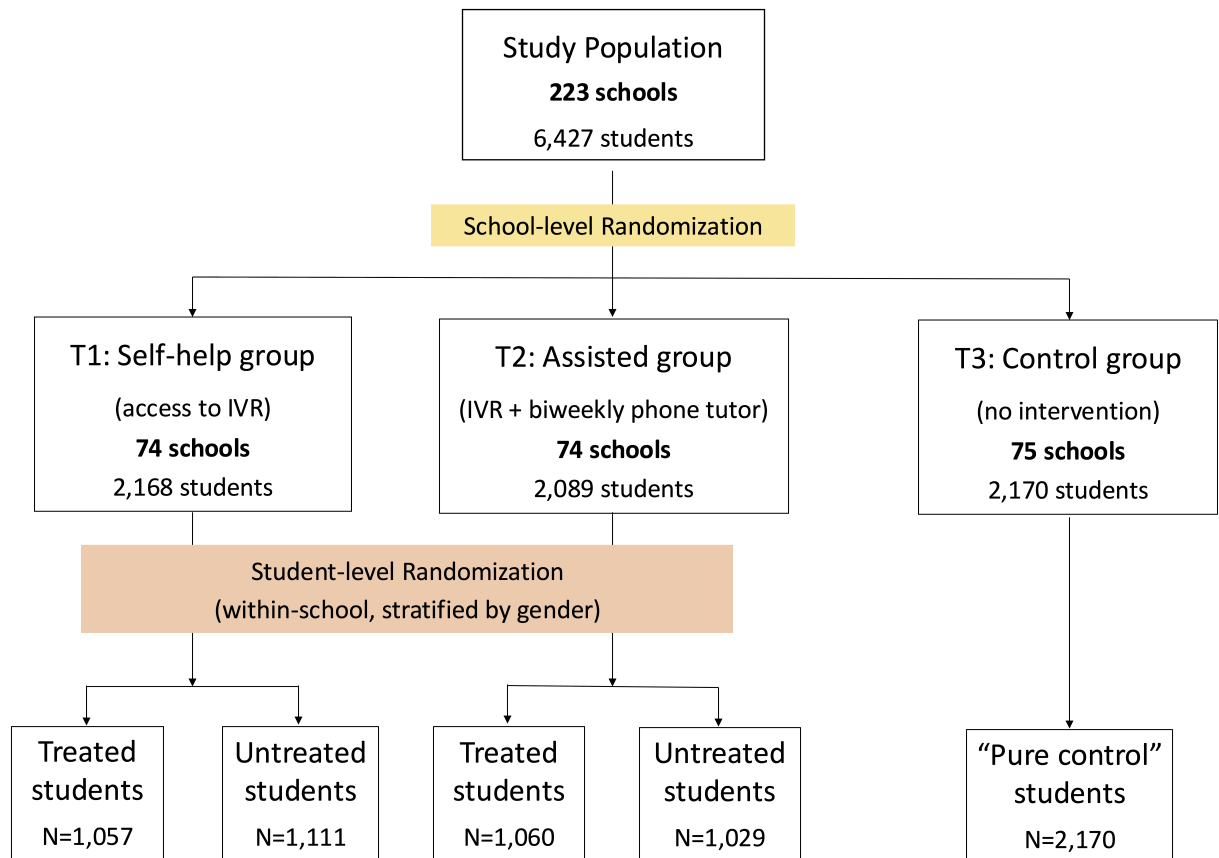 Study Population
223 schools
6,427 students
School-level Randomization
T1: Self-help group
(access to IVR)
74 schools
2,168 students
T2: Assisted group
(IVR + biweekly phone tutor)
74 schools
2,089 students
T3: Control group
(no intervention)
75 schools
2,170 students
Student-level Randomization
(within-school, stratified by gender)
Treated
students
N=1,057
Untreated
students
N=1,111
Treated
students
N=1,060
Untreated
students
N=1,029
“Pure control”
students
N=2,170